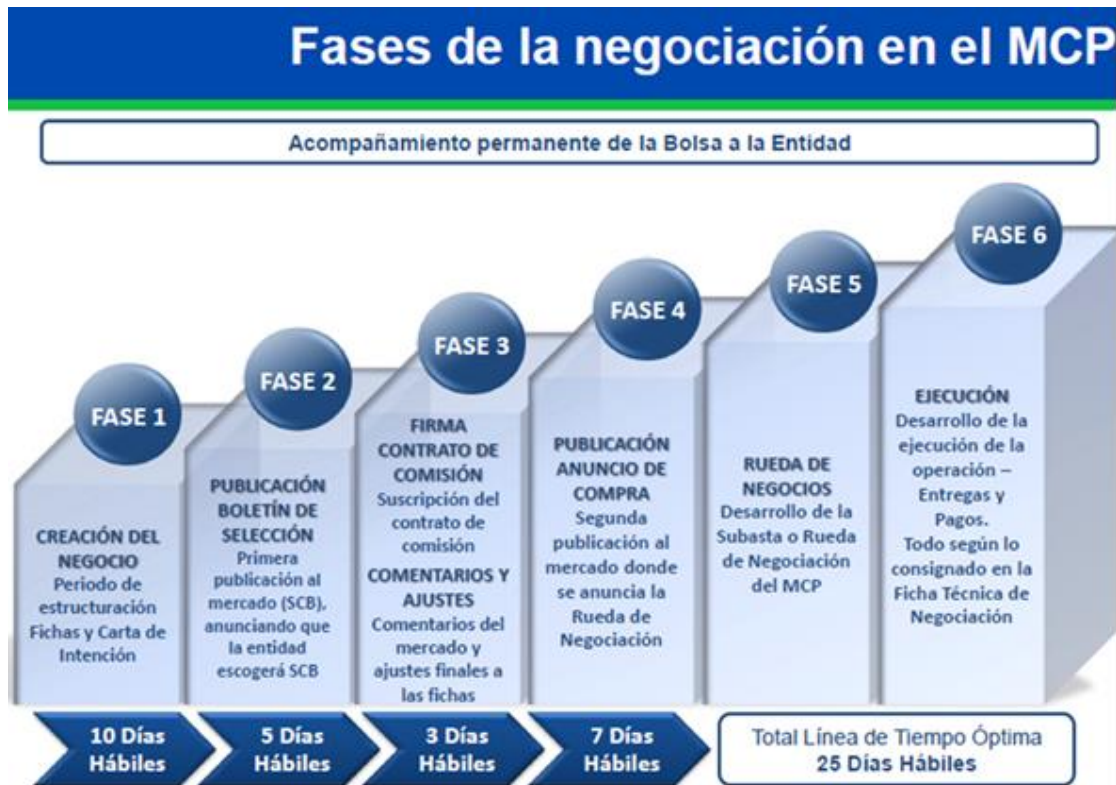 Fases de la negociación en el MCP
Acompañamiento permanente de la Bolsa a la Entidad
FASE 1
CREACIÓN DEL
NEGOCIO
Periodo de
estructuración
Fichas y Carta de
Intención
10 Días
Hábiles
FASE 2
PUBLICACIÓN
BOLETÍN DE
SELECCIÓN
Primera
publicación al
mercado (SCB),
anunciando que
la entidad
escogerá SCB
5 Días
Hábiles
FASE 3
FIRMA
CONTRATO DE
COMISIÓN
Suscripción del
contrato de
comisión
COMENTARIOS Y
AJUSTES
Comentarios del
mercado y
ajustes finales a
las fichas
3 Días
Hábiles
FASE 4
PUBLICACIÓN
ANUNCIO DE
COMPRA
Segunda
publicación al
mercado donde
se anuncia la
Rueda de
Negociación
7 Días
Hábiles
FASE 5
RUEDA DE
NEGOCIOS
Desarrollo de la
Subasta o Rueda
de Negociación
del MCP
FASE 6
EJECUCIÓN
Desarrollo de la
ejecución de la
operación –
Entregas y
Pagos.
Todo según lo
consignado en la
Ficha Técnica de
Negociación
Total Línea de Tiempo Óptima
25 Días Hábiles